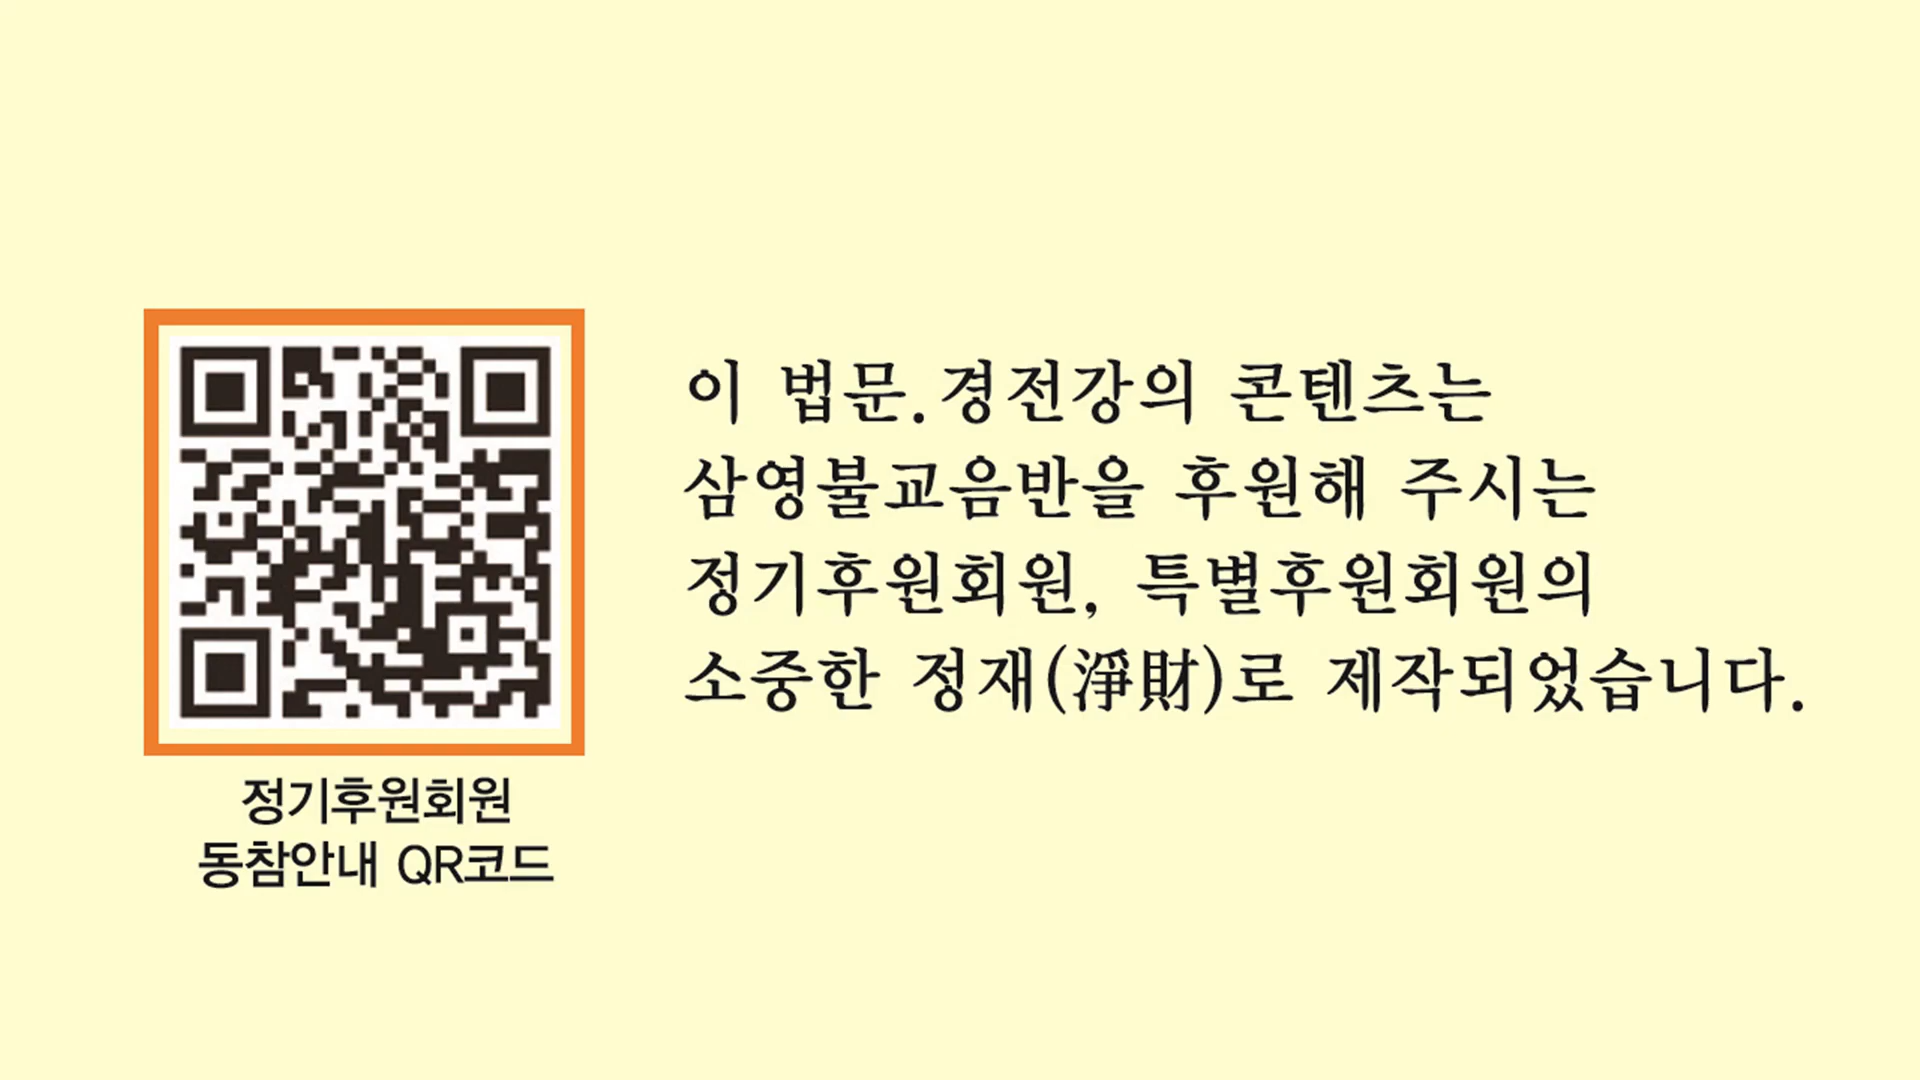 이 법문.경전강의 콘텐츠는
삼영불교음반을 후원해 주시는
정기후원회원, 특별후원회원의
소중한 정재(淨財)로 제작되었습니다.
정기후원회원
동참안내 QR코드